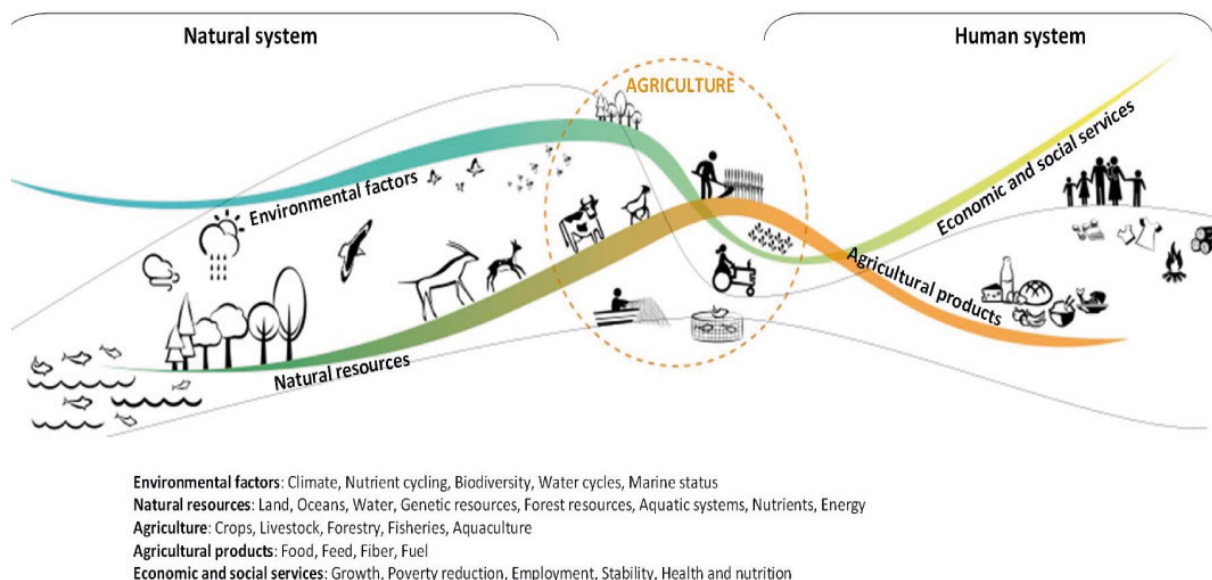 Natural system
Human system
AGRICULTURE
Environmental factors
Economic and social services
Agricultural products
Natural resources
Environmental factors: Climate, Nutrient cycling, Biodiversity, Water cycles, Marine status
Natural resources: Land, Oceans, Water, Genetic resources, Forest resources, Aquatic systems, Nutrients, Energy
Agriculture: Crops, Livestock, Forestry, Fisheries, Aquaculture
Agricultural products: Food, Feed, Fiber, Fuel
Economic and social services: Growth, Poverty reduction, Employment, Stability, Health and nutrition